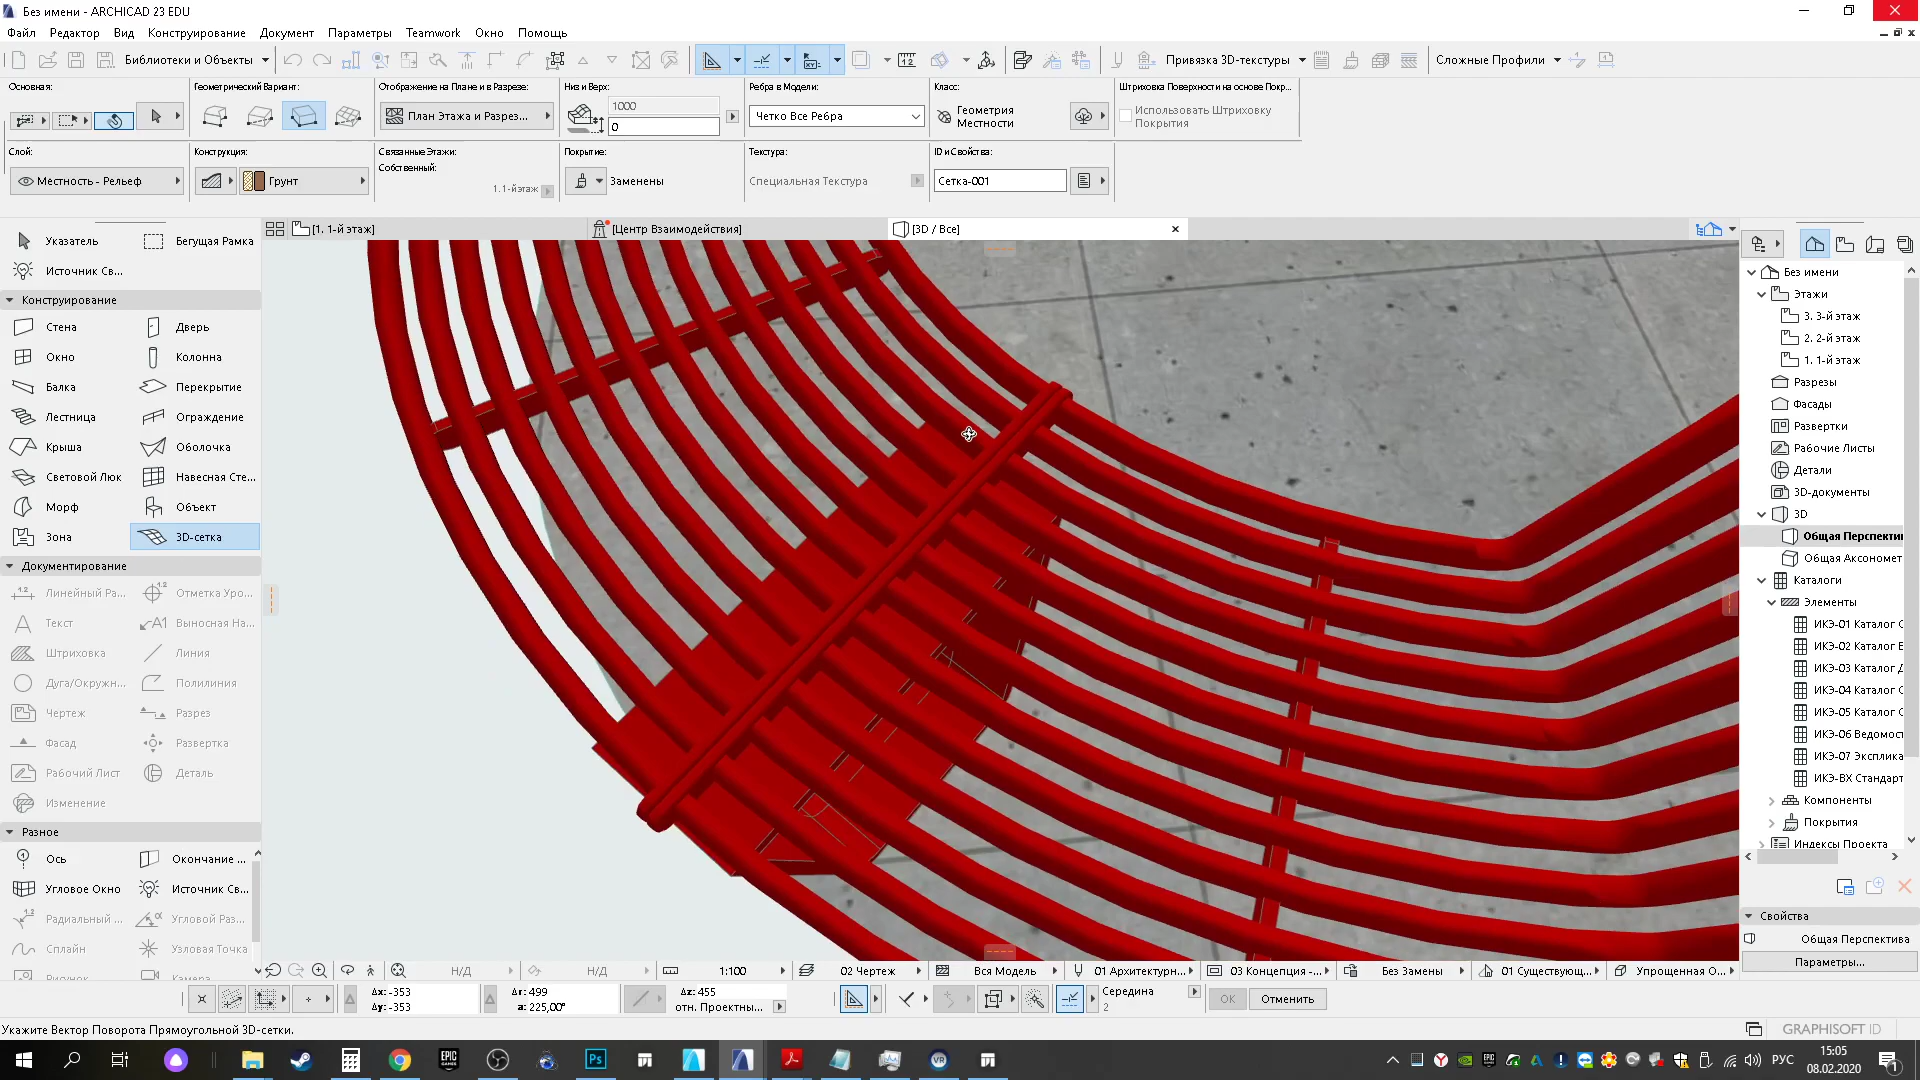 Без имени - ARCHICAD 23 EDU
Файл Редактор Вид Конструирование Документ Параметры Teamwork Окно Помощь
Библиотеки и Объекты
Привязка 3D-текстуры
Сложные Профили
Основная:
Геометрический Вариант:
Отображение на Плане и в Разрезе:
Низ и Верх:
Ребра в Модели:
Класс:
Штриховка Поверхности на основе Покр...
План Этажа и Разрез...
1000
0
Четко Все Ребра
Геометрия Местности
Использовать Штриховку Покрытия
Слой:
Конструкция:
Связанные Этажи:
Собственный:
1.1-йэтаж
Покрытие:
Текстура:
ID и Свойства:
Местность - Рельеф
Грунт
Заменены
Специальная Текстура
Сетка-001
[1. 1-й этаж]
[Центр Взаимодействия]
[3D / Все]
Указатель
Бегущая Рамка
Источник Св...
Конструирование
Стена
Дверь
Окно
Колонна
Балка
Перекрытие
Лестница
Ограждение
Крыша
Оболочка
Световой Люк
Навесная Сте...
Морф
Объект
Зона
3D-сетка
Документирование
Линейный Ра...
Отметка Уро...
Текст
Выносная На...
Штриховка
Линия
Дуга/Окружн...
Полилиния
Чертеж
Разрез
Фасад
Развертка
Рабочий Лист
Деталь
Изменение
Разное
Ось
Окончание ...
Угловое Окно
Источник Св...
Радиальный ...
Угловой Раз...
Сплайн
Узловая Точка
Рисунок
Камера
Без имени
Этажи
3. 3-й этаж
2. 2-й этаж
1. 1-й этаж
Разрезы
Фасады
Развертки
Рабочие Листы
Детали
3D-документы
3D
Общая Перспекти
Общая Аксономет
Каталоги
Элементы
ИКЭ-01 Каталог С
ИКЭ-02 Каталог Е
ИКЭ-03 Каталог Д
ИКЭ-04 Каталог С
ИКЭ-05 Каталог С
ИКЭ-06 Ведомост
ИКЭ-07 Эксплика
ИКЭ-ВХ Стандарт
Компоненты
Покрытия
Индексы Проекта
Свойства
Общая Перспектива
Параметры...
Н/Д
Н/Д
1:100
02 Чертеж
Вся Модель
01 Архитектурн...
03 Концепция -...
Без Замены
01 Существующ...
Упрощенная О...
Δx: -353
Δy: -353
Δr: 499
a: 225,00°
Δz: 455
отн. Проектны...
Середина
2
ОК
Отменить
Укажите Вектор Поворота Прямоугольной 3D-сетки.
GRAPHISOFT ID
РУС
15:05
08.02.2020